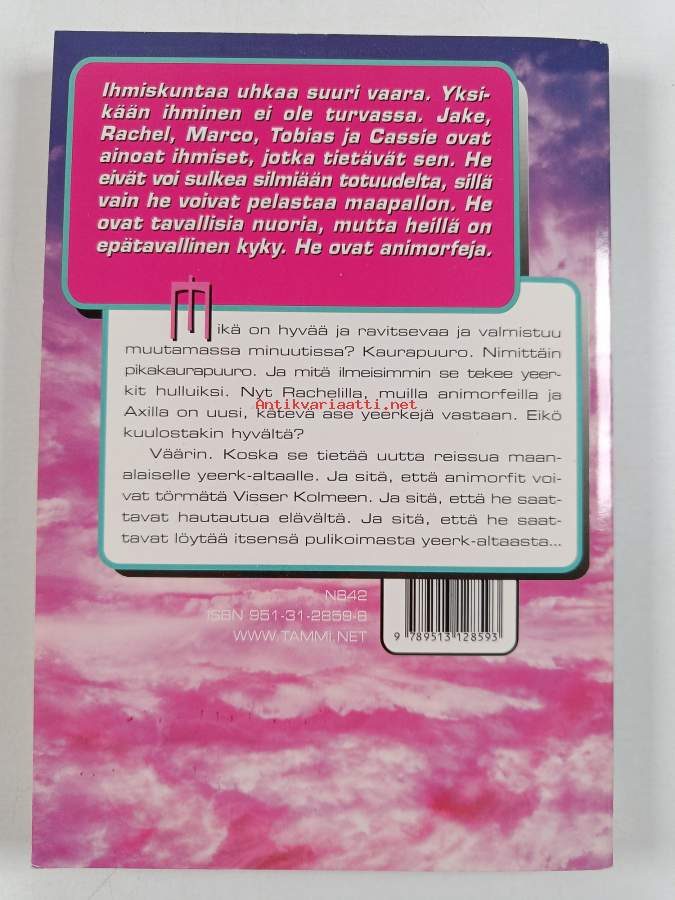 Ihmiskuntaa uhkaa suuri vaara. Yksi-
kään ihminen ei ole turvassa. Jake,
Rachel, Marco, Tobias ja Cassie ovat
ainoat ihmiset, jotka tietävät sen. He
eivät voi sulkea silmiään totuudelta, sillä
vain he voivat pelastaa maapallon. He
ovat tavallisia nuoria, mutta heillä on
epätavallinen kyky. He ovat animorfeja.
Mikä on hyvää ja ravitsevaa ja valmistuu
muutamassa minuutissa? Kaurapuuro. Nimittäin
pikakaurapuuro. Ja mitä ilmeisimmin se tekee yeer-
kit hulluiksi. Nyt Rachelilla, muilla animorfeilla ja
Axilla on uusi, kätevä ase yeerkejä vastaan. Eikö
Antikvariaatti.net
kuulostakin hyvältä?
Väärin. Koska se tietää uutta reissua maan-
alaiselle yeerk-altaalle. Ja sitä, että animorfit voi-
vat törmätä Visser Kolmeen. Ja sitä, että he saat-
tavat hautautua elävältä. Ja sitä, että he saat-
tavat löytää itsensä pulikoimasta yeerk-altaasta...
N842
ISBN 951-31-2859-8
WWW.TAMMI.NET
9 789513 128593